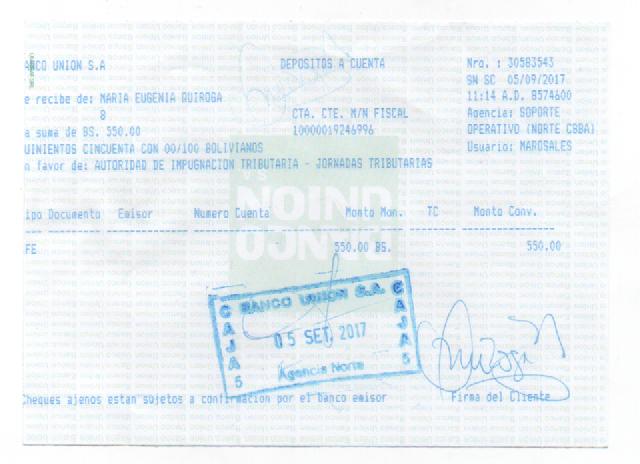 ANCO UNION S.A DEPOSITOS A CUENTA Nro. : 30583543
SN SC 05/09/2017
e recibe de: MARIA EUGENIA QUIROGA 11:14 A.D. B574600
8 CTA. CTE. M/N FISCAL Agencia: SOPORTE
a suma de BS. 550.00 10000019246996 OPERATIVO (NORTE CBBA)
UINIENTOS CINCUENTA CON 00/100 BOLIVIANOS Usuario: MAROSALES
n favor de: AUTORIDAD DE IMPUGNACION TRIBUTARIA - JORNADAS TRIBUTARIAS
ipo Documento Emisor Numero Cuenta Monto Mon. TC Monto Conv.
FE 550.00 BS. 550.00
BANCO UNION S.A.
CAJA 5 05 SET. 2017 CAJA 5
Agencia Norte
Cheques ajenos estan sujetos a confirmacion por el banco emisor Firma del Cliente